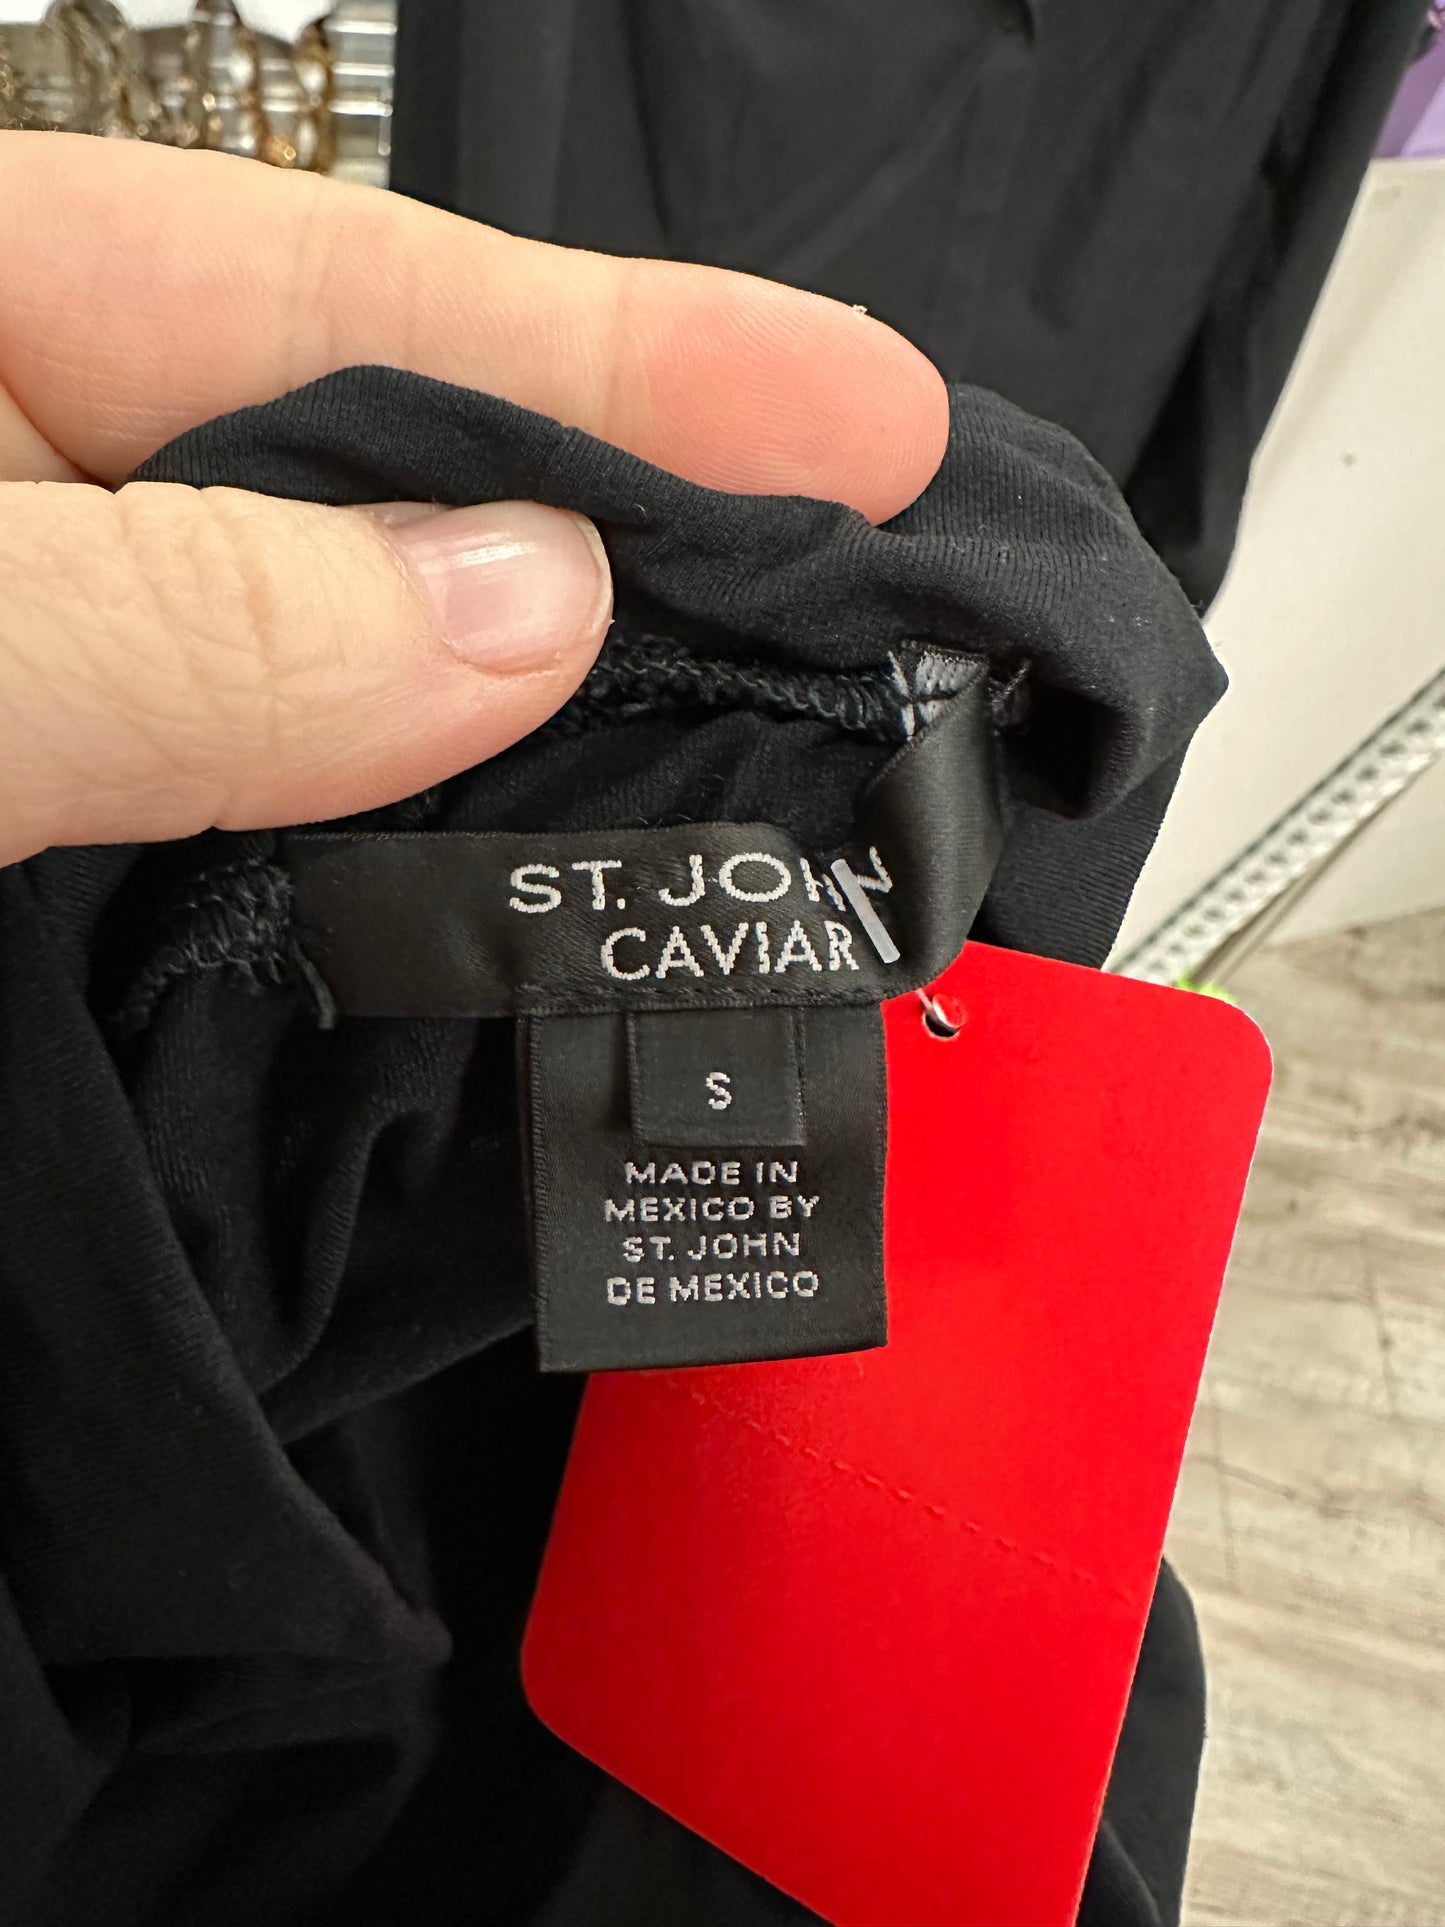 ST. JOHN
CAVIAR
S
MADE IN
MEXICO BY
ST. JOHN
DE MEXICO